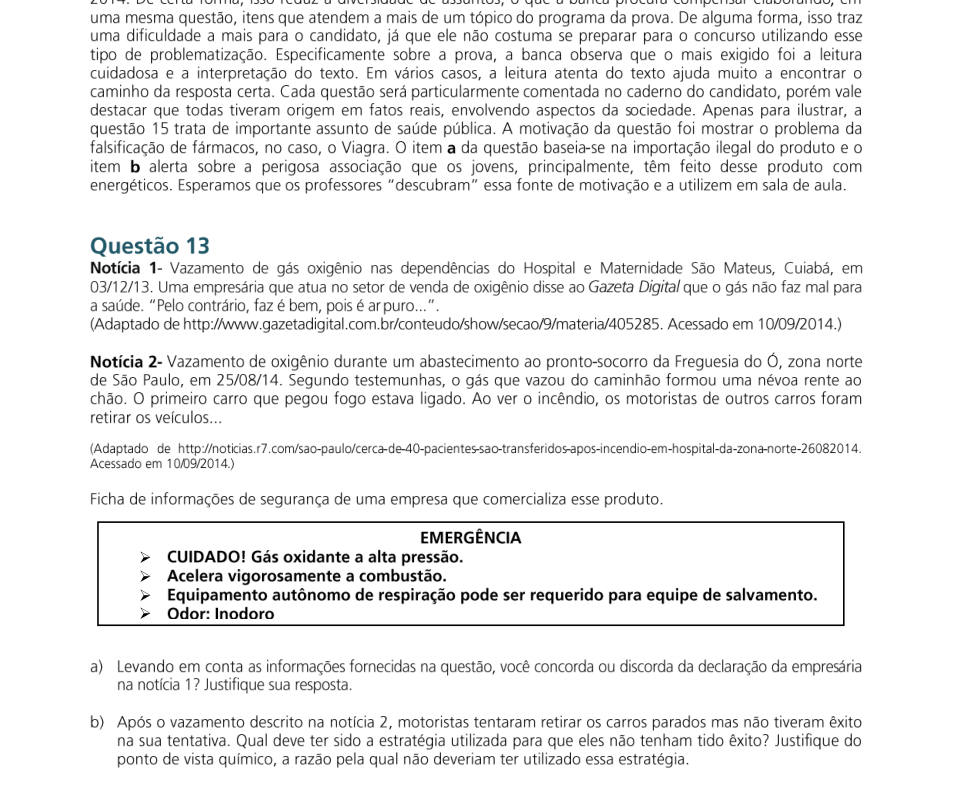 2014. De certa forma, isso reduz a diversidade de assuntos, o que a banca procura compensar elaborando, em
uma mesma questão, itens que atendem a mais de um tópico do programa da prova. De alguma forma, isso traz
uma dificuldade a mais para o candidato, já que ele não costuma se preparar para o concurso utilizando esse
tipo de problematização. Especificamente sobre a prova, a banca observa que o mais exigido foi a leitura
cuidadosa e a interpretação do texto. Em vários casos, a leitura atenta do texto ajuda muito a encontrar o
caminho da resposta certa. Cada questão será particularmente comentada no caderno do candidato, porém vale
destacar que todas tiveram origem em fatos reais, envolvendo aspectos da sociedade. Apenas para ilustrar, a
questão 15 trata de importante assunto de saúde pública. A motivação da questão foi mostrar o problema da
falsificação de fármacos, no caso, o Viagra. O item a da questão baseia-se na importação ilegal do produto e o
item b alerta sobre a perigosa associação que os jovens, principalmente, têm feito desse produto com
energéticos. Esperamos que os professores “descubram” essa fonte de motivação e a utilizem em sala de aula.
Questão 13
Notícia 1- Vazamento de gás oxigênio nas dependências do Hospital e Maternidade São Mateus, Cuiabá, em
03/12/13. Uma empresária que atua no setor de venda de oxigênio disse ao Gazeta Digital que o gás não faz mal para
a saúde. “Pelo contrário, faz é bem, pois é ar puro...”.
(Adaptado de http://www.gazetadigital.com.br/conteudo/show/secao/9/materia/405285. Acessado em 10/09/2014.)
Notícia 2- Vazamento de oxigênio durante um abastecimento ao pronto-socorro da Freguesia do Ó, zona norte
de São Paulo, em 25/08/14. Segundo testemunhas, o gás que vazou do caminhão formou uma névoa rente ao
chão. O primeiro carro que pegou fogo estava ligado. Ao ver o incêndio, os motoristas de outros carros foram
retirar os veículos...
(Adaptado de http://noticias.r7.com/sao-paulo/cerca-de-40-pacientes-sao-transferidos-apos-incendio-em-hospital-da-zona-norte-26082014.
Acessado em 10/09/2014.)
Ficha de informações de segurança de uma empresa que comercializa esse produto.
EMERGÊNCIA
➢ CUIDADO! Gás oxidante a alta pressão.
➢ Acelera vigorosamente a combustão.
➢ Equipamento autônomo de respiração pode ser requerido para equipe de salvamento.
➢ Odor: Inodoro
a) Levando em conta as informações fornecidas na questão, você concorda ou discorda da declaração da empresária
na notícia 1? Justifique sua resposta.
b) Após o vazamento descrito na notícia 2, motoristas tentaram retirar os carros parados mas não tiveram êxito
na sua tentativa. Qual deve ter sido a estratégia utilizada para que eles não tenham tido êxito? Justifique do
ponto de vista químico, a razão pela qual não deveriam ter utilizado essa estratégia.